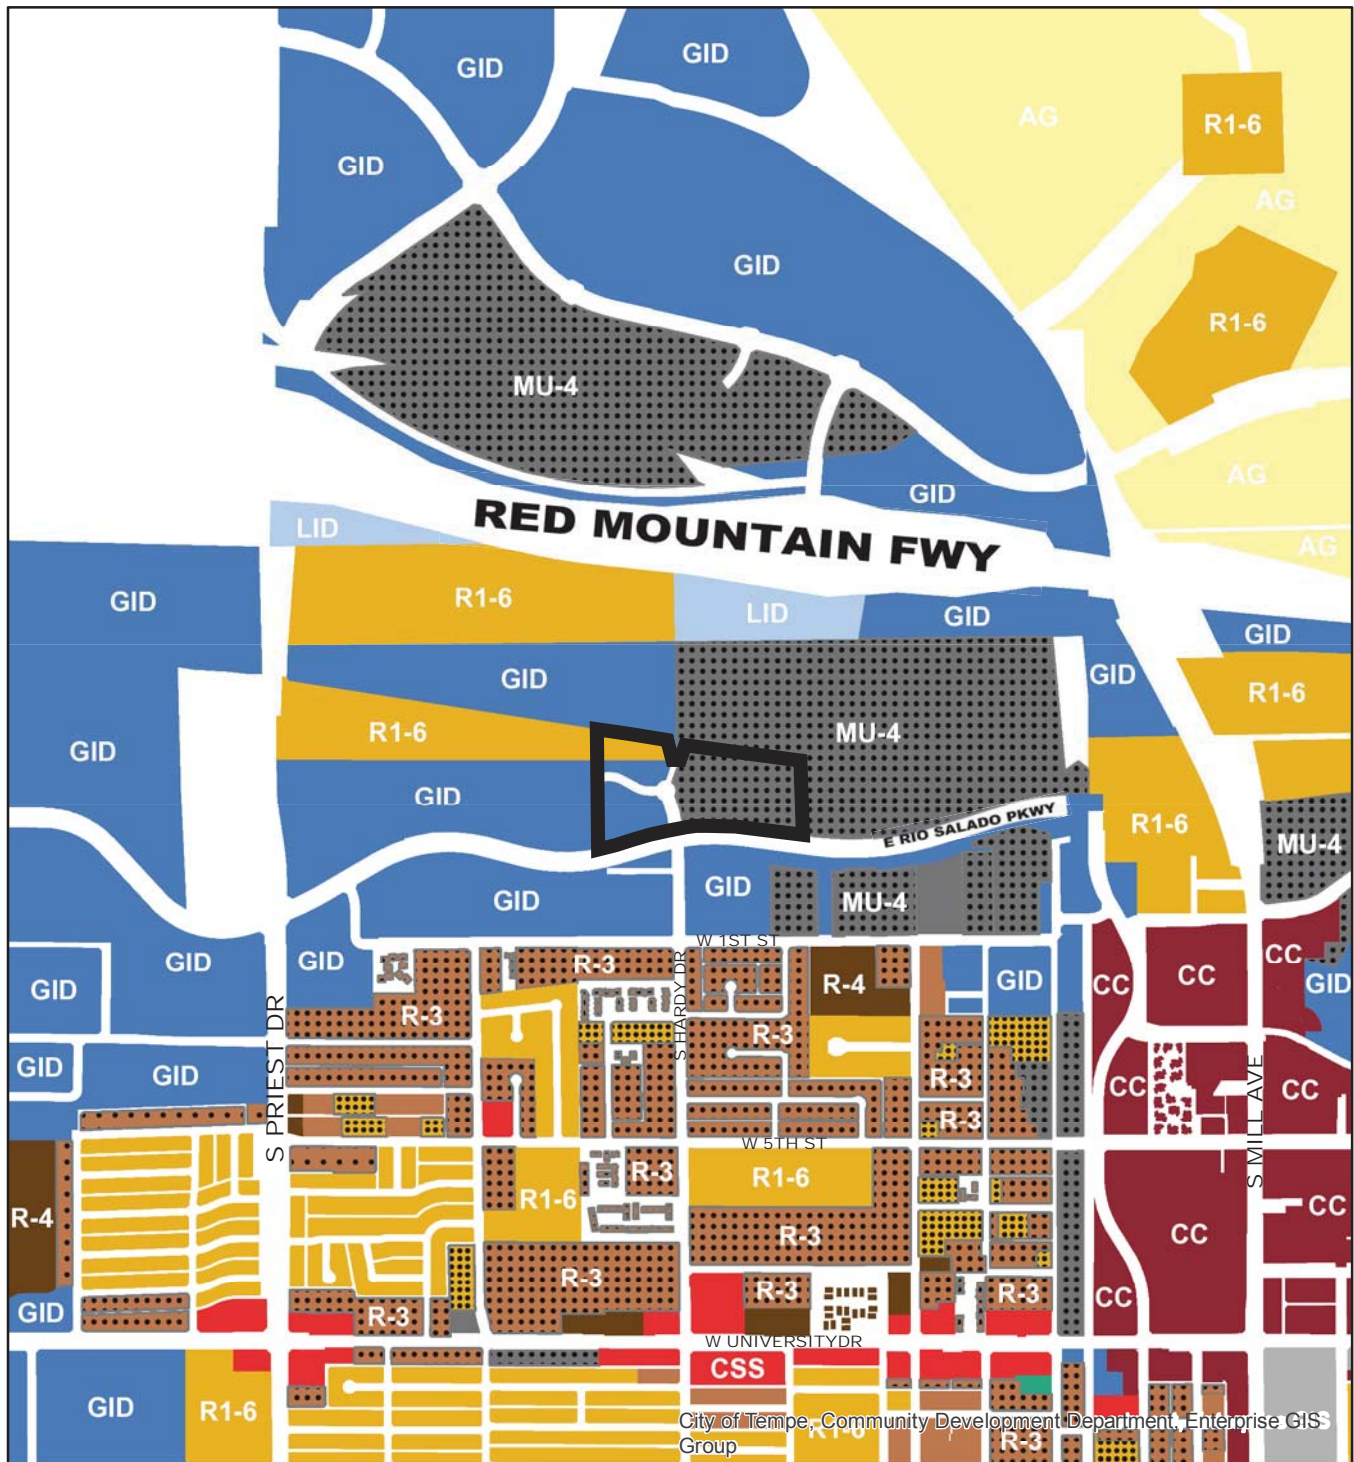 GID
GID
AG
R1-6
GID
AG
GID
R1-6
MU-4
AG
GID
RED MOUNTAIN FWY
LID
AG
GID
R1-6
LID
GID
GID
GID
GID
R1-6
R1-6
MU-4
GID
GID
E RIO SALADO PKWY
R1-6
MU-4
GID
GID
MU-4
W 1ST ST
GID
GID
R-3
CC
CC
GID
R-4
GID
CC
GID
R-3
S HARDY DR
R-3
S PRIEST DR
GID
GID
R-3
CC
S MILL AVE
CC
R-3
W 5TH ST
R-3
R1-6
R1-6
R-4
R-3
CC
CC
R-3
R-3
R-3
CC
GID
R-3
W UNIVERSITYDR
CSS
GID
R1-6
City of Tempe, Community Development Department, Enterprise GIS
Group
R1-6
R-3